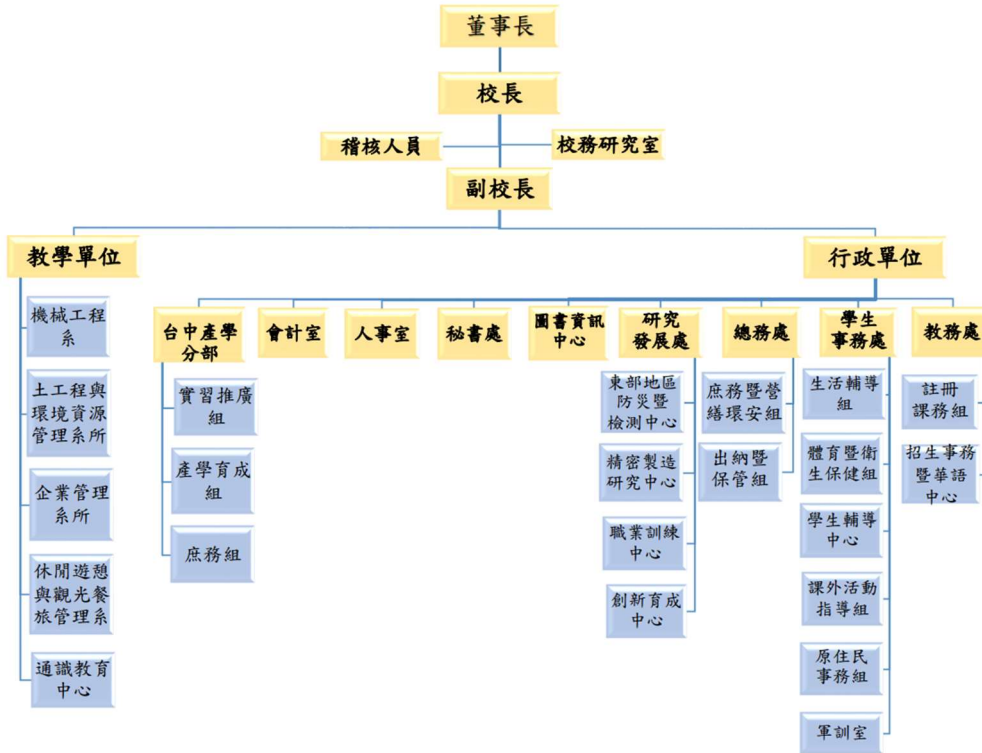 董事長
校長
稽核人員
校務研究室
副校長
教學單位
行政單位
機械工程
系
土工程與
環境資源
管理系所
企業管理
系所
休閒遊憩
與觀光餐
旅管理系
通識教育
中心
台中產學
分部
實習推廣
組
產學育成
組
庶務組
會計室
人事室
秘書處
圖書資訊
中心
研究
發展處
東部地區
防災暨
檢測中心
精密製造
研究中心
職業訓練
中心
創新育成
中心
總務處
庶務暨營
繕環安組
出納暨
保管組
學生
事務處
生活輔導
組
體育暨衛
生保健組
學生輔導
中心
課外活動
指導組
原住民
事務組
軍訓室
教務處
註冊
課務組
招生事務
暨華語
中心